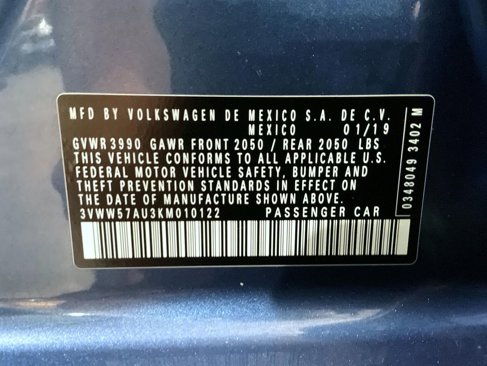 MFD BY VOLKSWAGEN DE MEXICO S.A. DE C.V.
MEXICO 01/19
GVWR 3990 GAWR FRONT 2050 / REAR 2050 LBS
THIS VEHICLE CONFORMS TO ALL APPLICABLE U.S.
FEDERAL MOTOR VEHICLE SAFETY, BUMPER AND
THEFT PREVENTION STANDARDS IN EFFECT ON
THE DATE OF MANUFACTURE SHOWN ABOVE.
3VWW57AU3KM010122 PASSENGER CAR
0348049 3402 M